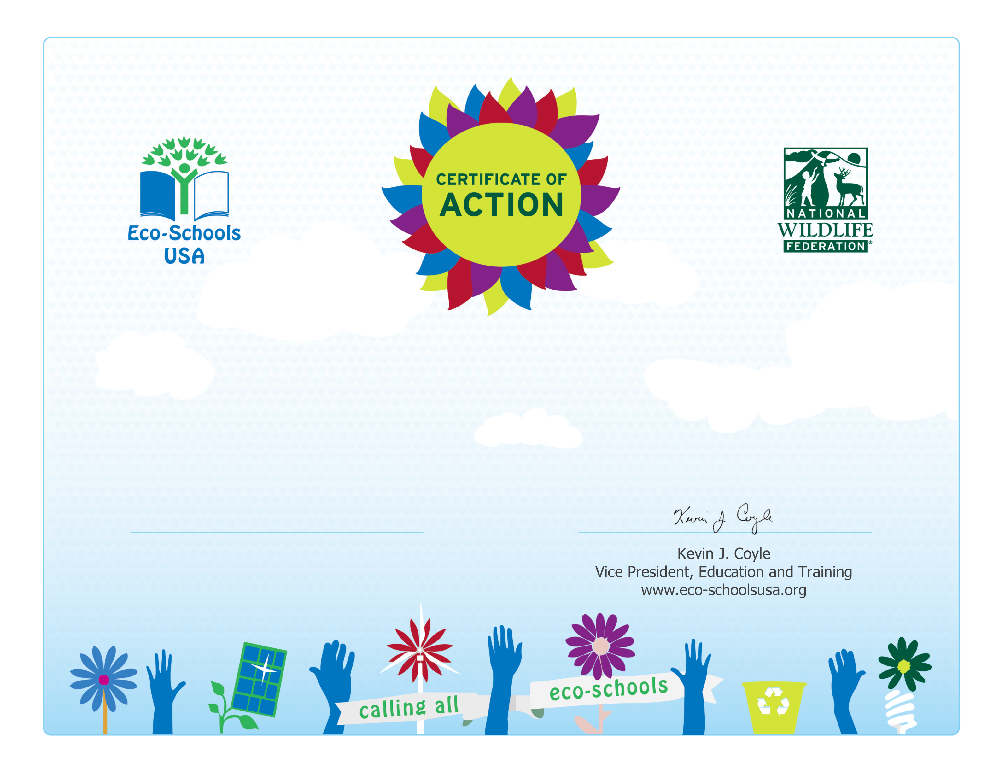 CERTIFICATE OF
ACTION
Eco-Schools
USA
NATIONAL
WILDLIFE
FEDERATION®
Kevin J Coyle
Kevin J. Coyle
Vice President, Education and Training
www.eco-schoolsusa.org
calling all
eco-schools